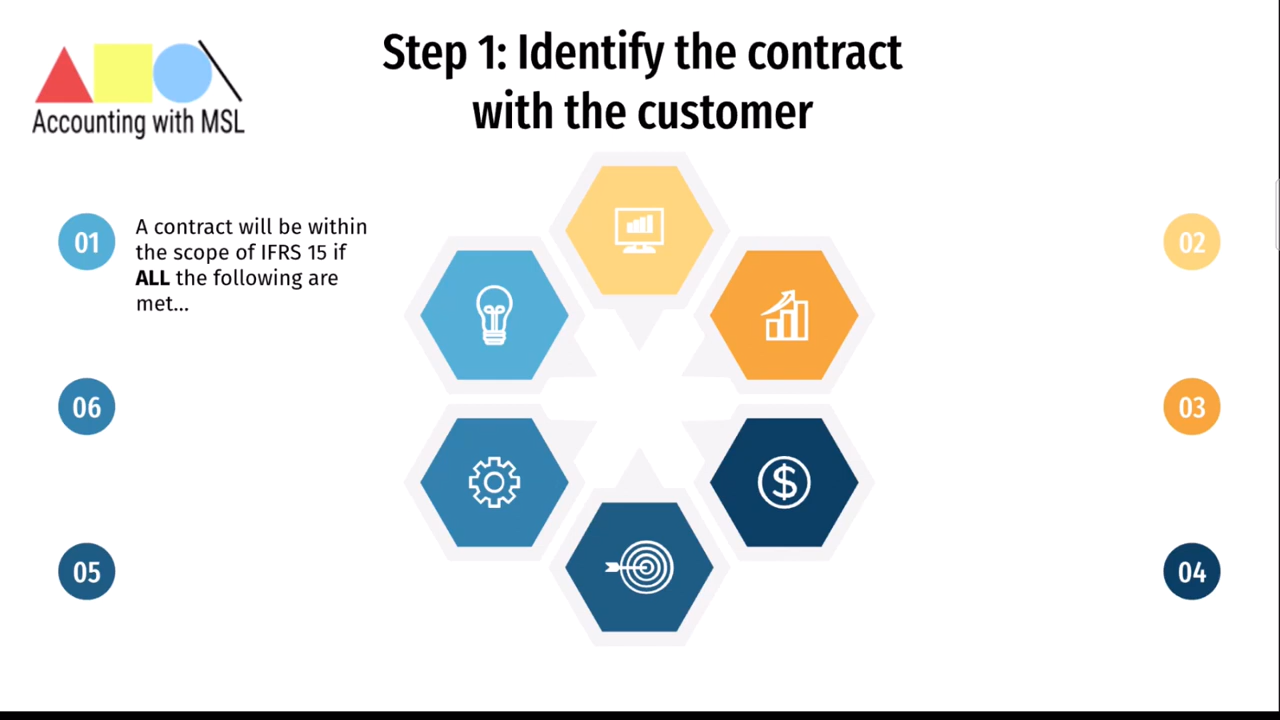 Step 1: Identify the contract
with the customer
Accounting with MSL
01
A contract will be within
the scope of IFRS 15 if
ALL the following are
met...
02
06
03
05
04
$